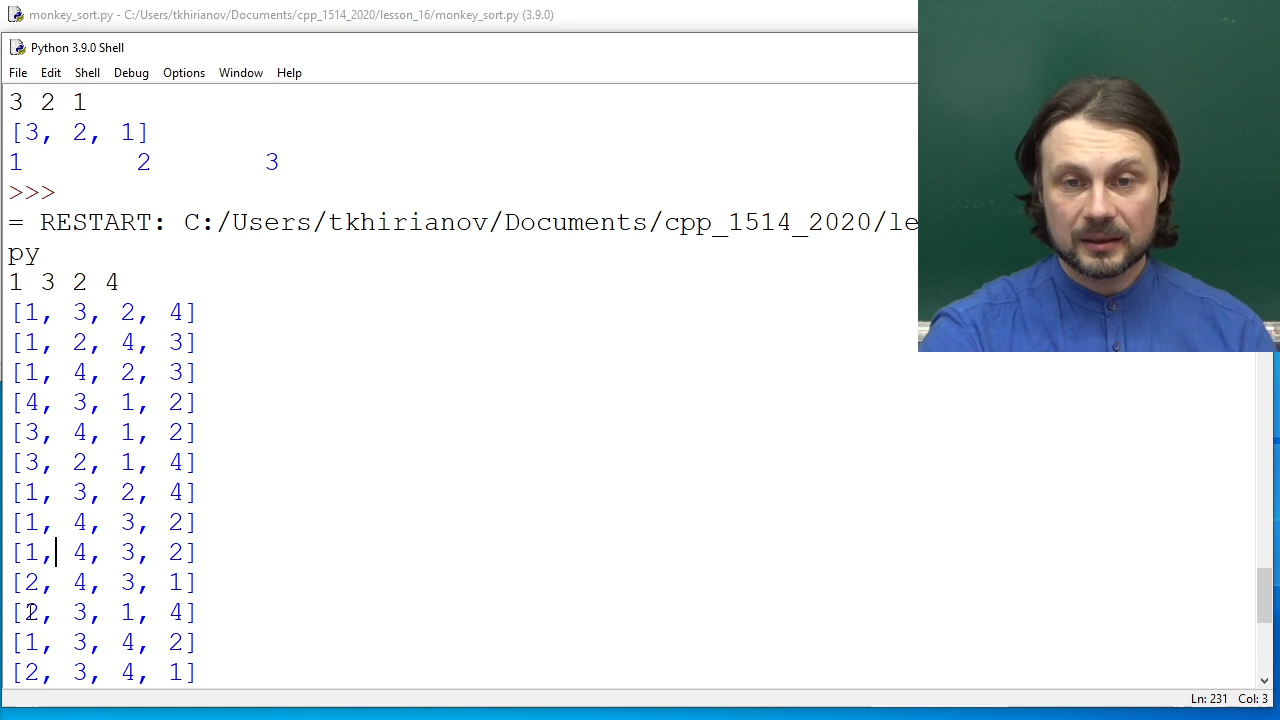 monkey_sort.py - C:/Users/tkhirianov/Documents/cpp_1514_2020/lesson_16/monkey_sort.py (3.9.0)
Python 3.9.0 Shell
File Edit Shell Debug Options Window Help
3 2 1
[3, 2, 1]
1 2 3
>>>
= RESTART: C:/Users/tkhirianov/Documents/cpp_1514_2020/le
py
1 3 2 4
[1, 3, 2, 4]
[1, 2, 4, 3]
[1, 4, 2, 3]
[4, 3, 1, 2]
[3, 4, 1, 2]
[3, 2, 1, 4]
[1, 3, 2, 4]
[1, 4, 3, 2]
[1, 4, 3, 2]
[2, 4, 3, 1]
[2, 3, 1, 4]
[1, 3, 4, 2]
[2, 3, 4, 1]
Ln: 231 Col: 3